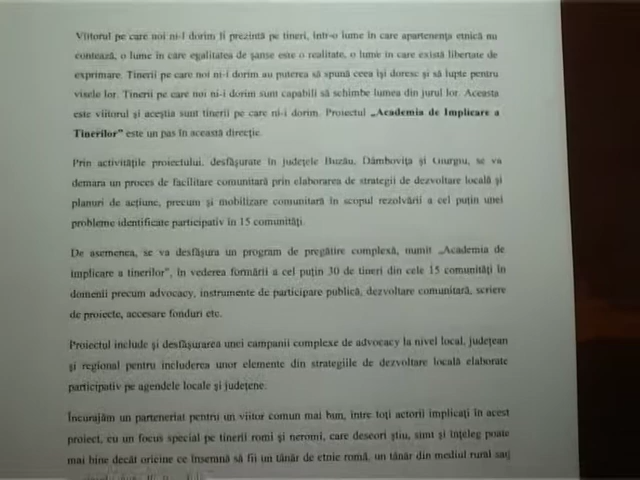 Viitorul pe care noi ni-l dorim îi prezintă pe tineri, într-o lume în care apartenența etnică nu
contează, o lume în care egalitatea de șanse este o realitate, o lume în care există libertate de
exprimare. Tinerii pe care noi ni-i dorim au puterea să spună ceea își doresc și să lupte pentru
visele lor. Tinerii pe care noi ni-i dorim sunt capabili să schimbe lumea din jurul lor. Aceasta
este viitorul și aceștia sunt tinerii pe care ni-i dorim. Proiectul „Academia de Implicare a
Tinerilor” este un pas în această direcție.
Prin activitățile proiectului, desfășurate în județele Buzău, Dâmbovița și Giurgiu, se va
demara un proces de facilitare comunitară prin elaborarea de strategii de dezvoltare locală și
planuri de acțiune, precum și mobilizare comunitară în scopul rezolvării a cel puțin unei
probleme identificate participativ în 15 comunități.
De asemenea, se va desfășura un program de pregătire complexă, numit „Academia de
implicare a tinerilor”, în vederea formării a cel puțin 30 de tineri din cele 15 comunități în
domenii precum advocacy, instrumente de participare publică, dezvoltare comunitară, scriere
de proiecte, accesare fonduri etc.
Proiectul include și desfășurarea unei campanii complexe de advocacy la nivel local, județean
și regional pentru includerea unor elemente din strategiile de dezvoltare locală elaborate
participativ pe agendele locale și județene.
Încurajăm un parteneriat pentru un viitor comun mai bun, între toți actorii implicați în acest
proiect, cu un focus special pe tinerii romi și neromi, care deseori știu, simt și înțeleg poate
mai bine decât oricine ce însemnă să fii un tânăr de etnie romă, un tânăr din mediul rural sau